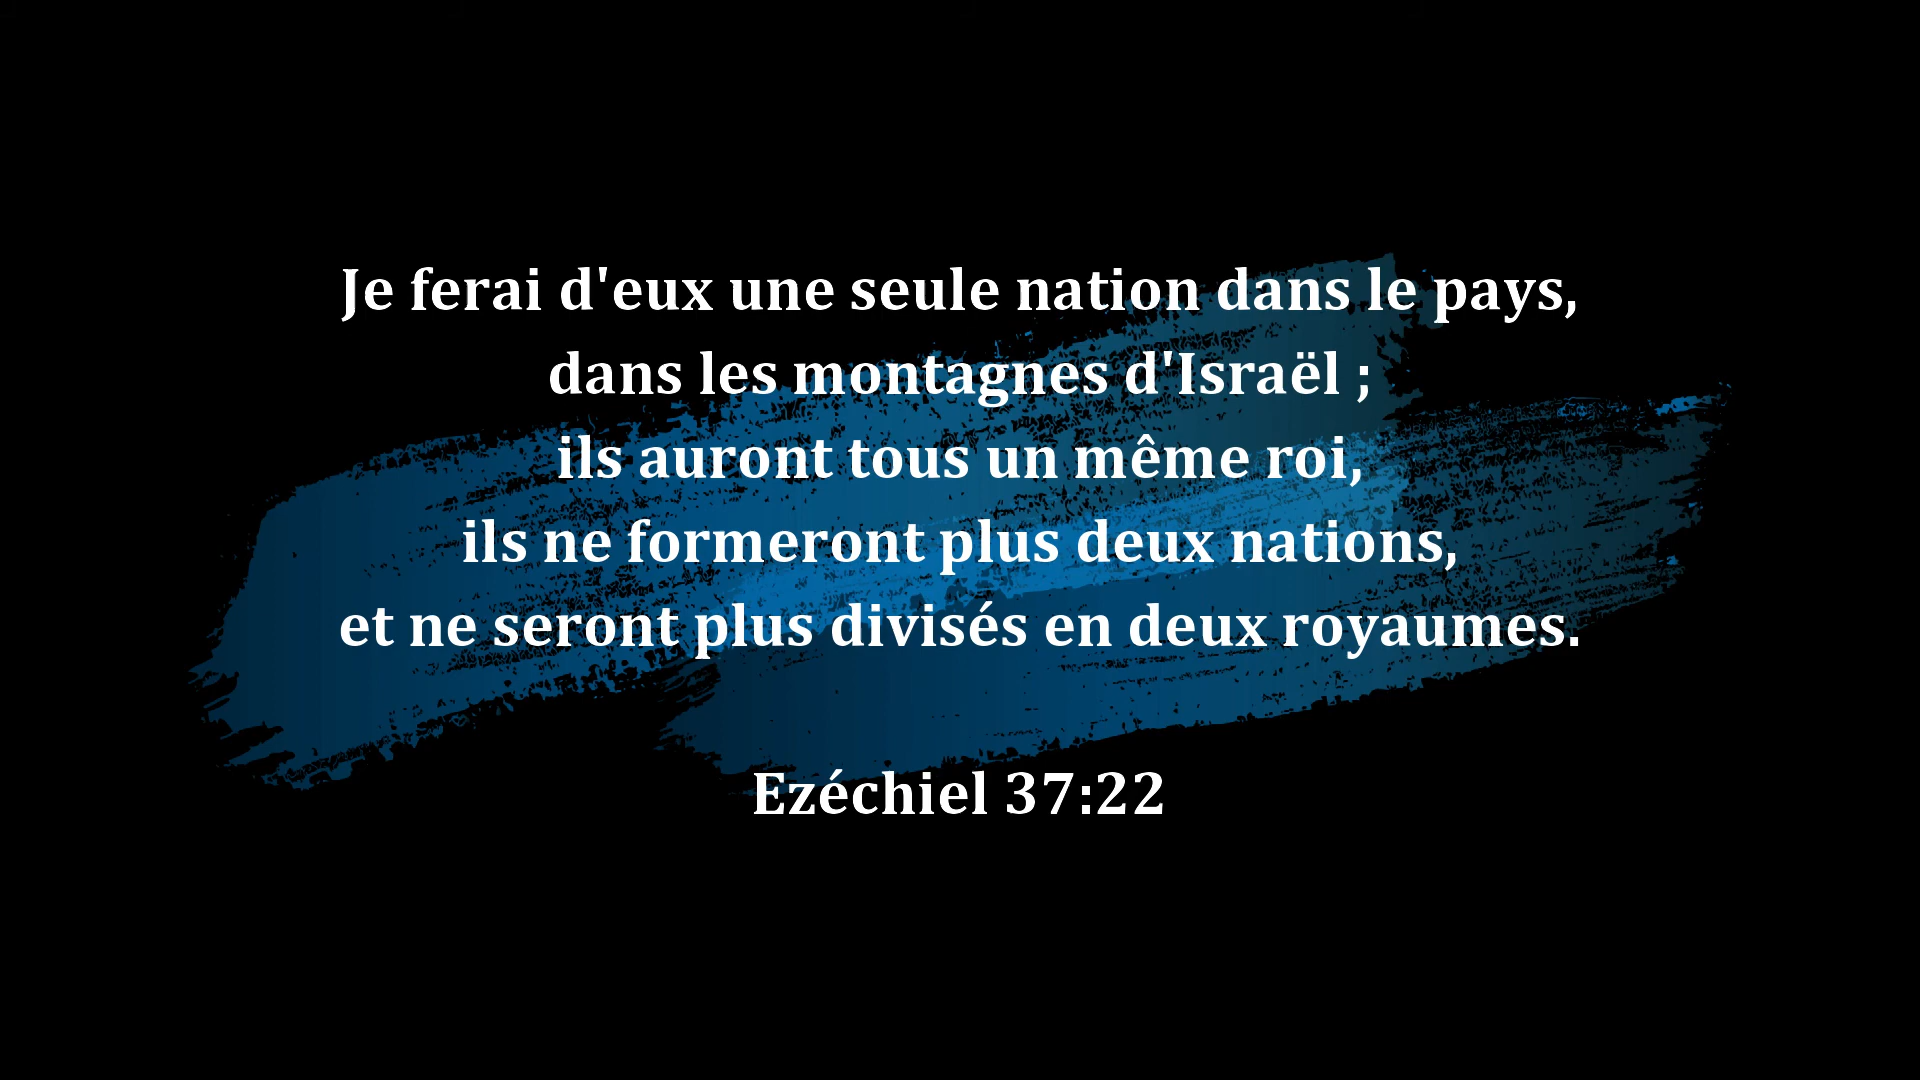 Je ferai d'eux une seule nation dans le pays,
dans les montagnes d'Israël ;
ils auront tous un même roi,
ils ne formeront plus deux nations,
et ne seront plus divisés en deux royaumes.
Ezéchiel 37:22